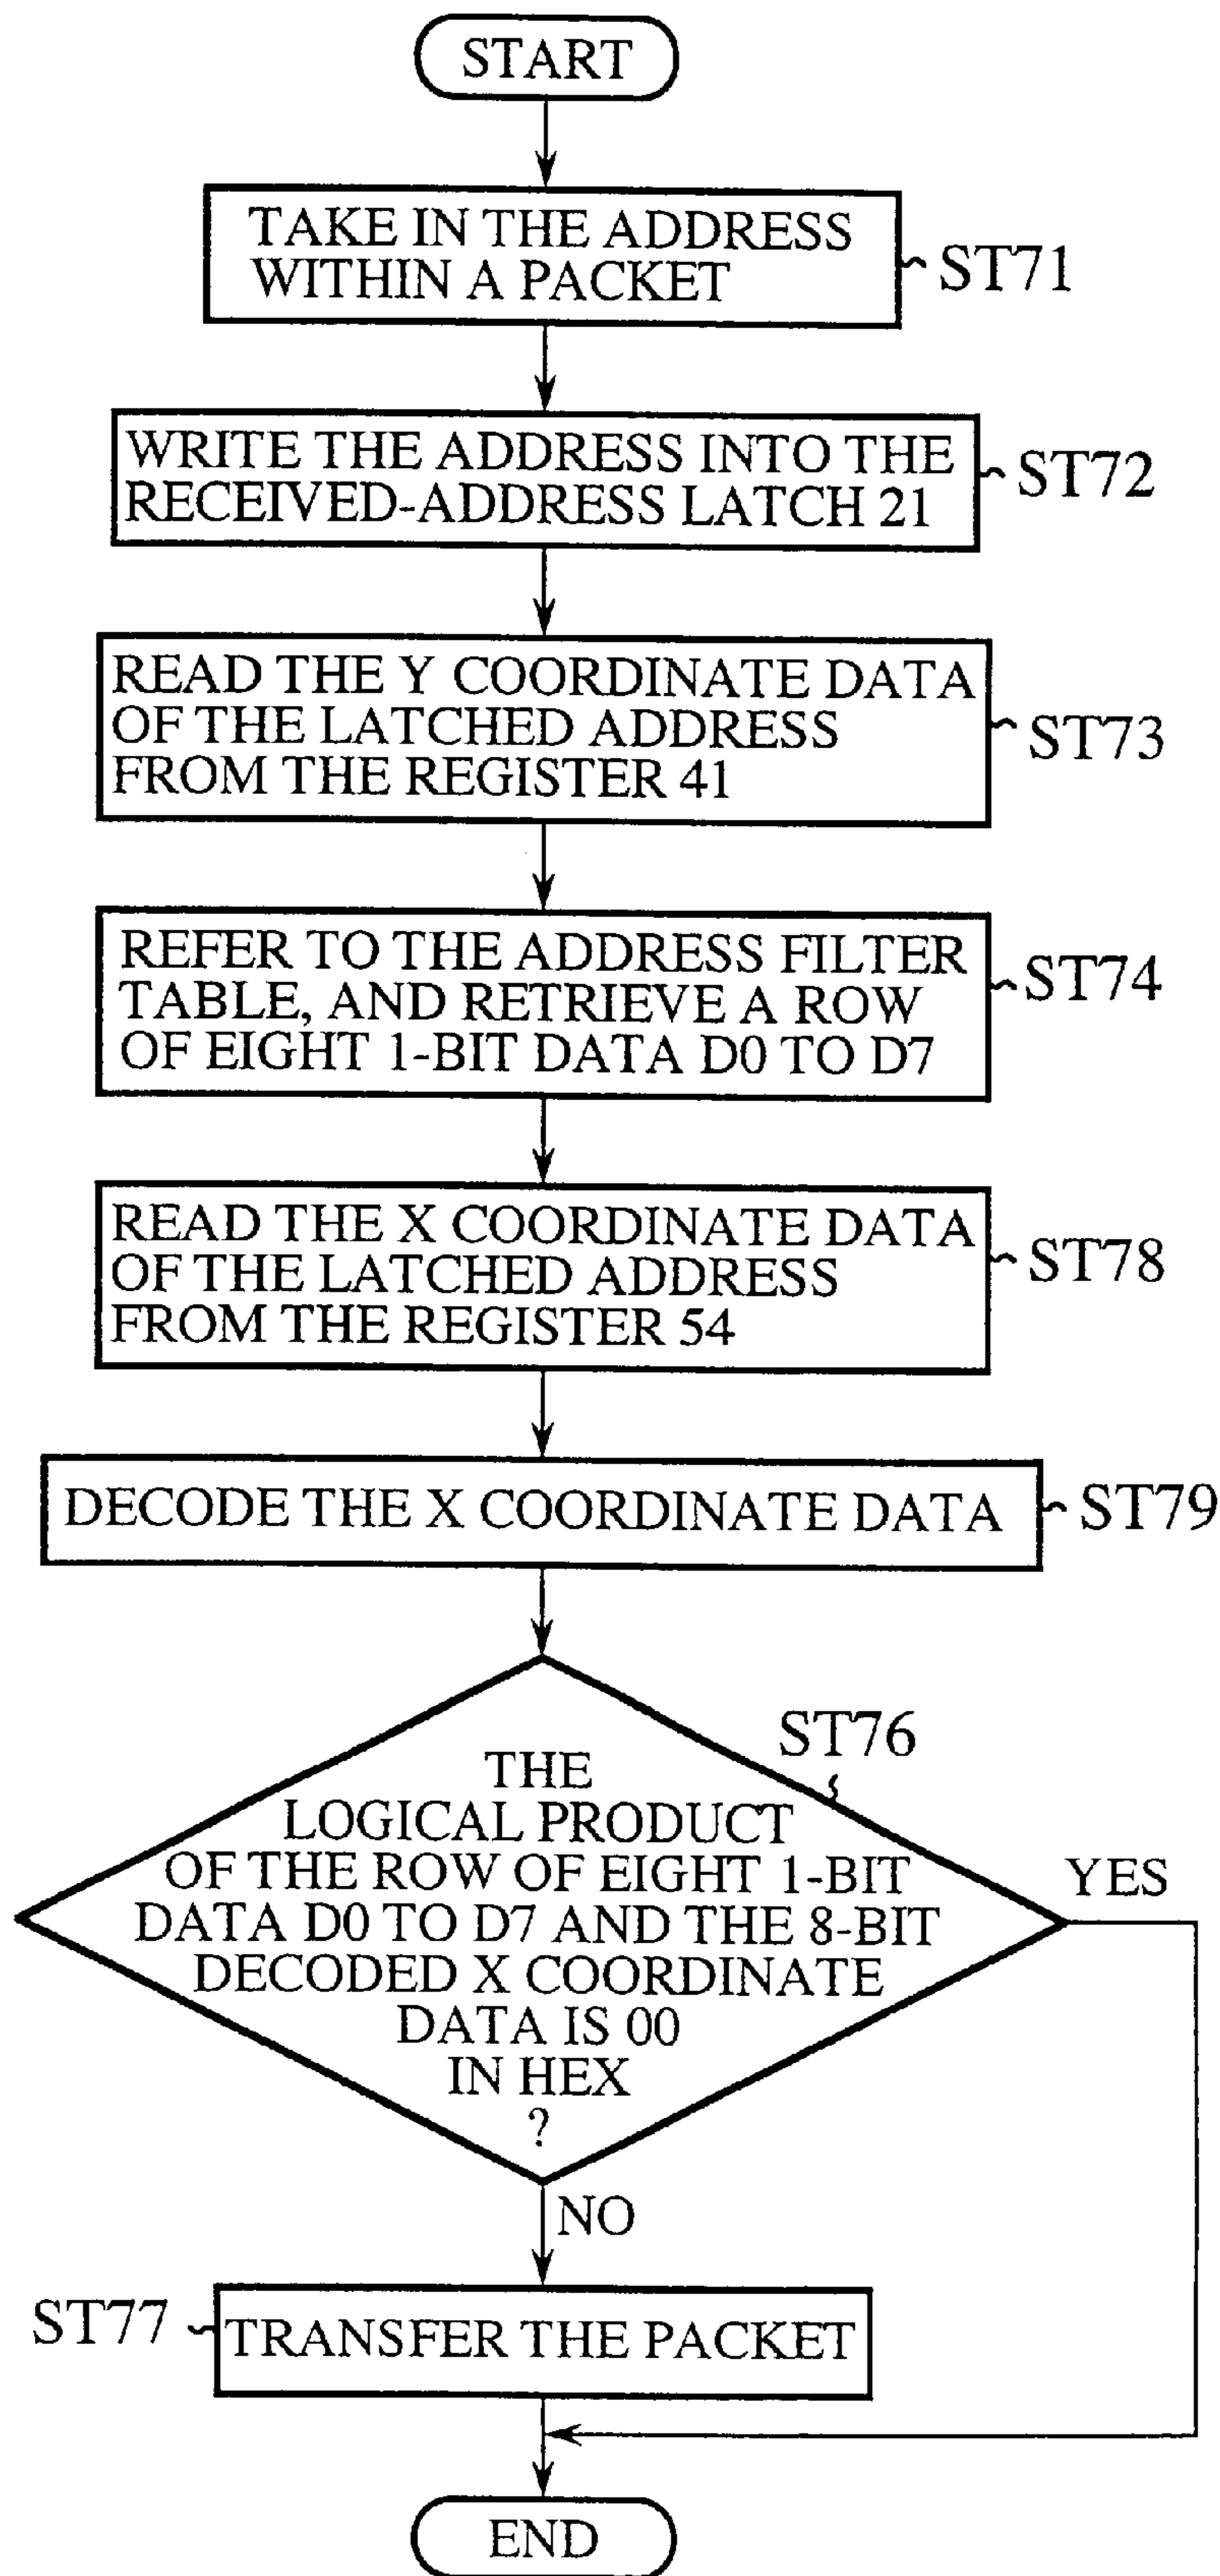 START
TAKE IN THE ADDRESS
WITHIN A PACKET
ST71
WRITE THE ADDRESS INTO THE
RECEIVED-ADDRESS LATCH 21
ST72
READ THE Y COORDINATE DATA
OF THE LATCHED ADDRESS
FROM THE REGISTER 41
ST73
REFER TO THE ADDRESS FILTER
TABLE, AND RETRIEVE A ROW
OF EIGHT 1-BIT DATA D0 TO D7
ST74
READ THE X COORDINATE DATA
OF THE LATCHED ADDRESS
FROM THE REGISTER 54
ST78
DECODE THE X COORDINATE DATA
ST79
ST76
THE
LOGICAL PRODUCT
OF THE ROW OF EIGHT 1-BIT
DATA D0 TO D7 AND THE 8-BIT
DECODED X COORDINATE
DATA IS 00
IN HEX
?
YES
NO
ST77
TRANSFER THE PACKET
END